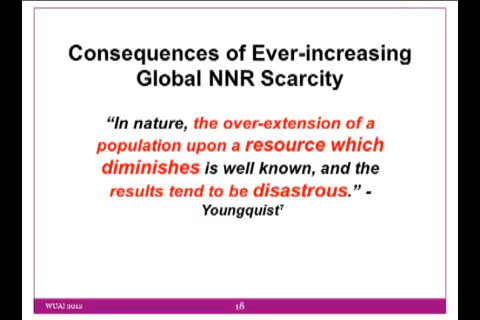 Consequences of Ever-increasing
Global NNR Scarcity
“In nature, the over-extension of a
population upon a resource which
diminishes is well known, and the
results tend to be disastrous.” -
Youngquist⁷
WUA! 2012
18